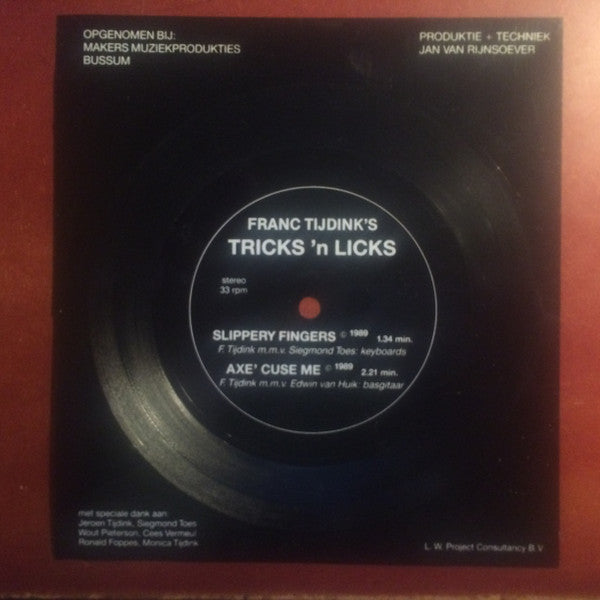 OPGENOMEN BIJ:
MAKERS MUZIEKPRODUKTIES
BUSSUM
PRODUKTIE + TECHNIEK
JAN VAN RIJNSOEVER
FRANC TIJDINK'S
TRICKS 'n LICKS
stereo
33 rpm
SLIPPERY FINGERS © 1989 1.34 min.
F. Tijdink m.m.v. Siegmond Toes: keyboards
AXE' CUSE ME © 1989 2.21 min.
F. Tijdink m.m.v. Edwin van Huik: basgitaar
met speciale dank aan:
Jeroen Tijdink, Siegmond Toes
Wout Pieterson, Cees Vermeul
Ronald Foppes, Monica Tijdink
L. W. Project Consultancy B.V.